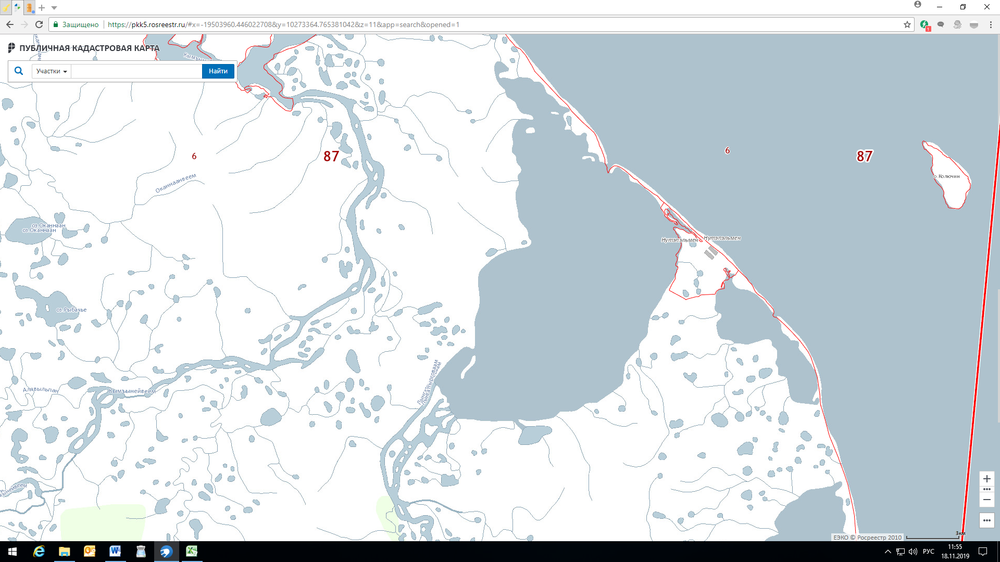 Защищено
https://pkk5.rosreestr.ru/#x=-19503960.446022708&y=10273364.765381042&z=11&app=search&opened=1
1
ПУБЛИЧНАЯ КАДАСТРОВАЯ КАРТА
Участки
Найти
6
87
6
87
о.Колючин
Оканнаанвеем
оз.Оканнаан
оз.Оканнаан
Нутэпэльмен
Нутэпэльмен
оз.Рыбачье
Алявыльпан
Кымъынейвеем
+
−
ЕЭКО © Росреестр 2010
3км
РУС
11:55
18.11.2019